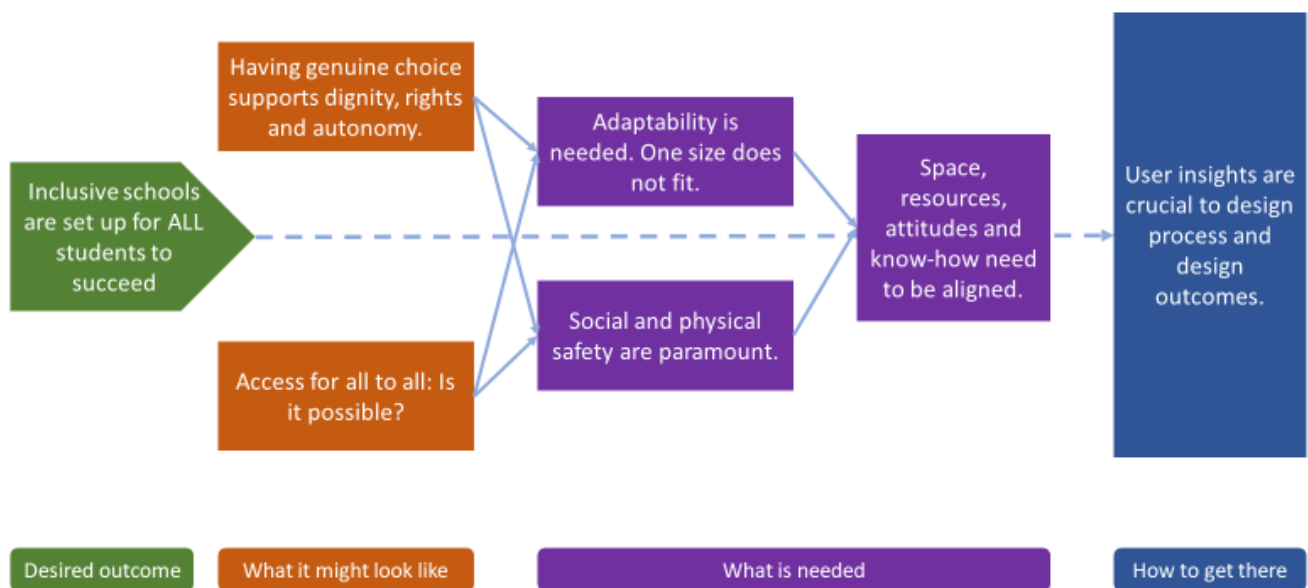 Having genuine choice
supports dignity, rights
and autonomy.
Adaptability is
needed. One size does
not fit.
Inclusive schools
are set up for ALL
students to
succeed
Space,
resources,
attitudes and
know-how need
to be aligned.
User insights are
crucial to design
process and
design
outcomes.
Social and physical
safety are paramount.
Access for all to all: Is
it possible?
Desired outcome
What it might look like
What is needed
How to get there